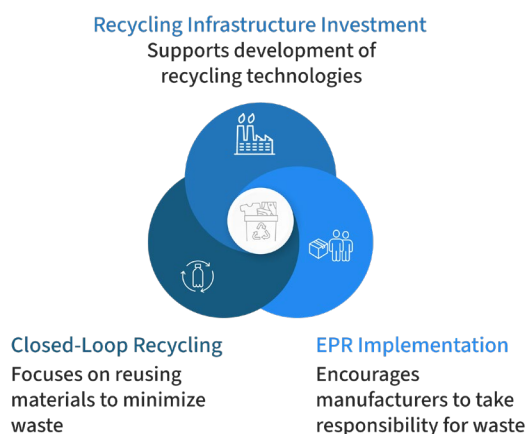 Recycling Infrastructure Investment
Supports development of
recycling technologies
Closed-Loop Recycling
Focuses on reusing
materials to minimize
waste
EPR Implementation
Encourages
manufacturers to take
responsibility for waste